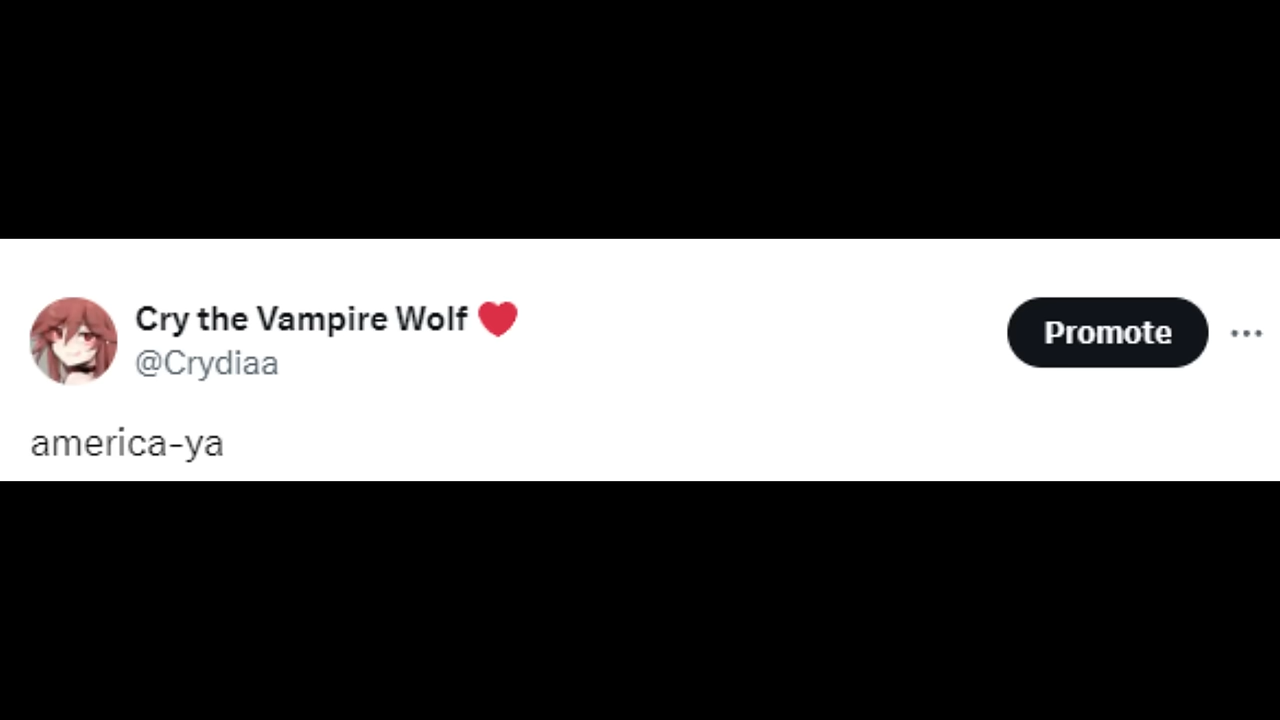 Cry the Vampire Wolf ❤️
@Crydiaa
Promote
america-ya